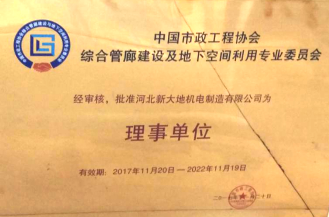 中国市政工程协会
综合管廊建设及地下空间利用专业委员会
经审核，批准河北新大地机电制造有限公司为
理事单位
有效期：2017年11月20日—2022年11月19日